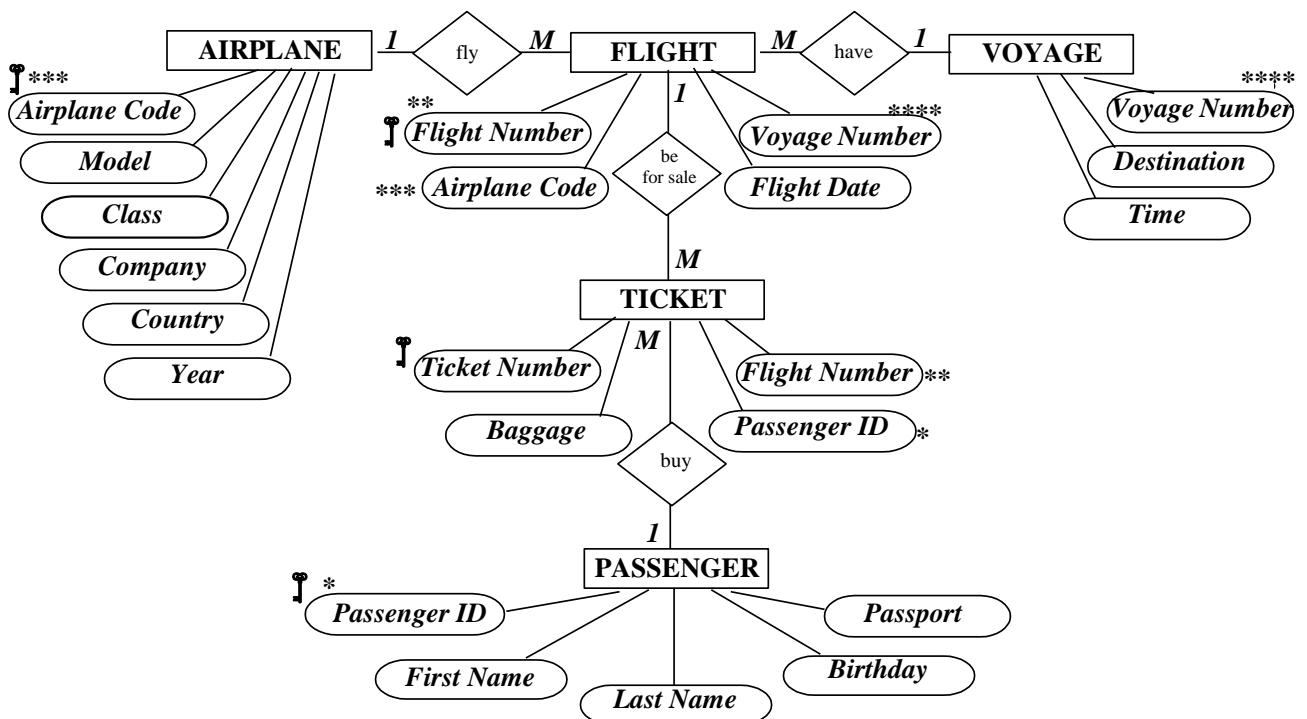 AIRPLANE
1
fly
M
FLIGHT
M
have
1
VOYAGE
***
Airplane Code
Model
Class
Company
Country
Year
**
Flight Number
*** Airplane Code
1
be
for sale
****
Voyage Number
Flight Date
****
Voyage Number
Destination
Time
M
TICKET
M
Ticket Number
Baggage
Flight Number **
Passenger ID *
buy
1
PASSENGER
*
Passenger ID
First Name
Last Name
Birthday
Passport